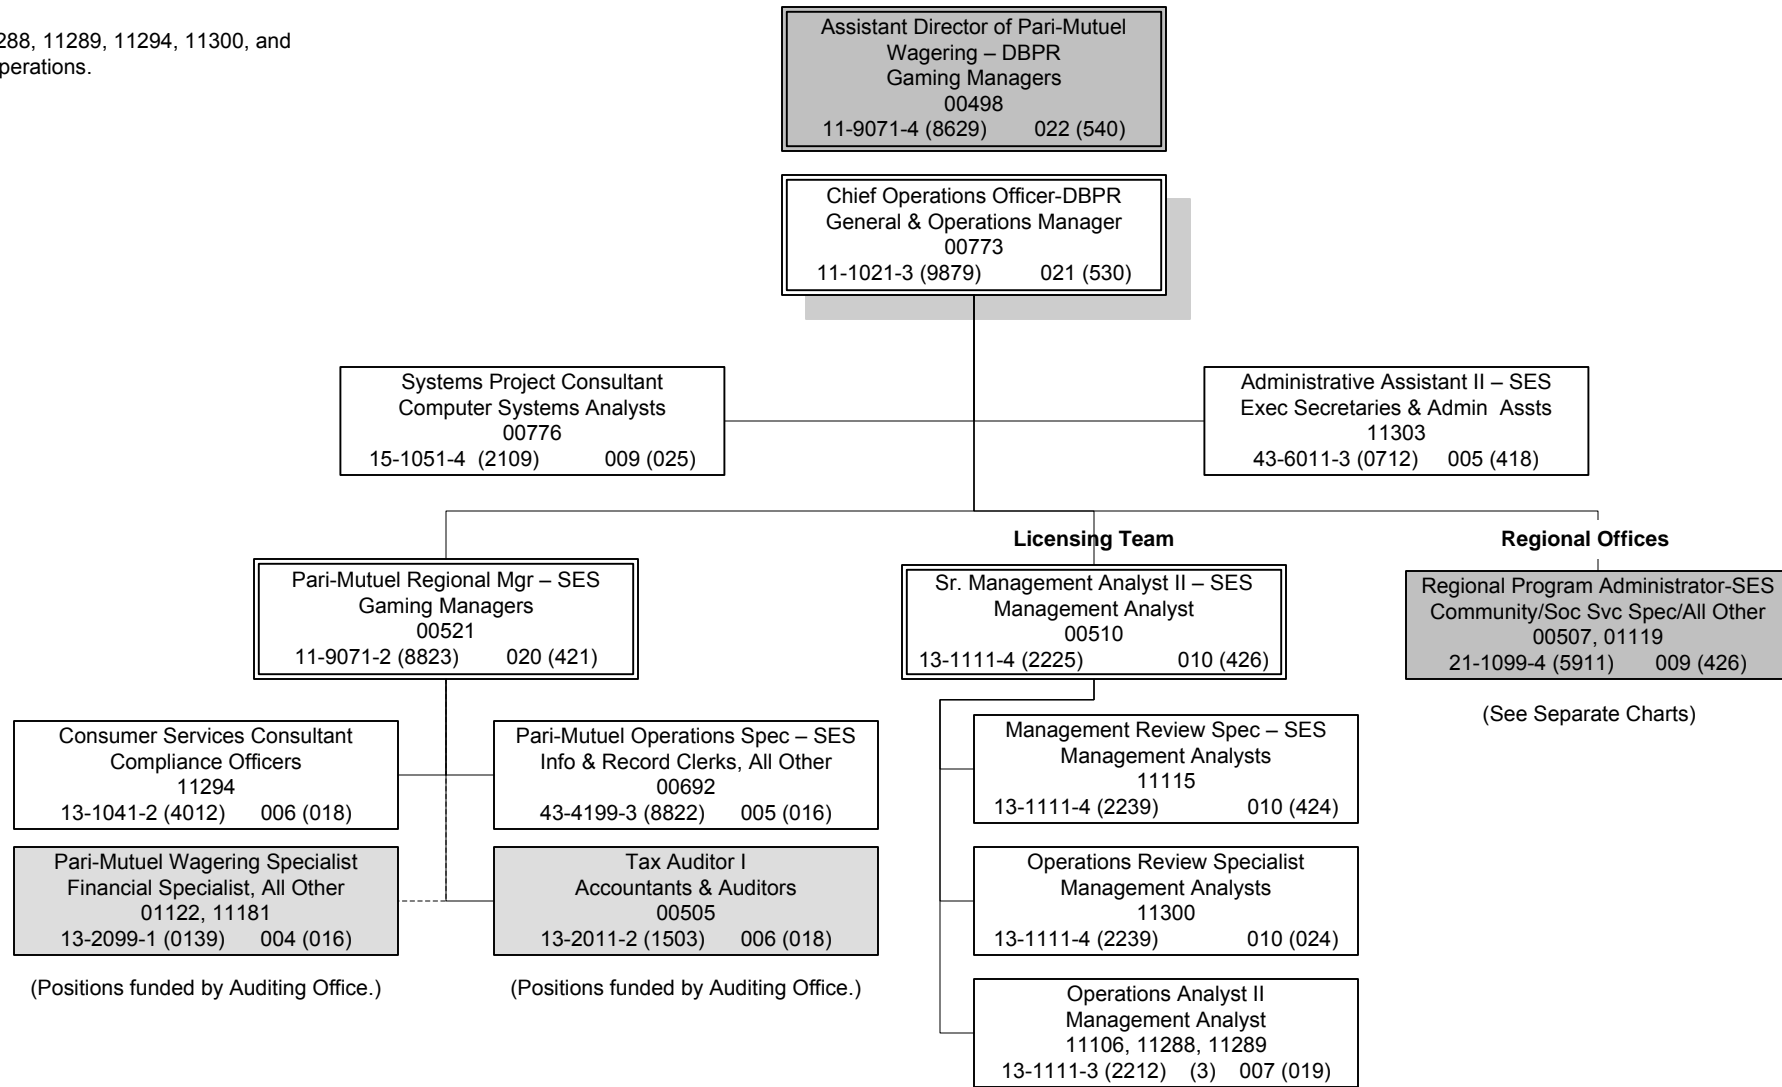 288, 11289, 11294, 11300, and
perations.
Assistant Director of Pari-Mutuel
Wagering – DBPR
Gaming Managers
00498
11-9071-4 (8629) 022 (540)
Chief Operations Officer-DBPR
General & Operations Manager
00773
11-1021-3 (9879) 021 (530)
Systems Project Consultant
Computer Systems Analysts
00776
15-1051-4 (2109) 009 (025)
Administrative Assistant II – SES
Exec Secretaries & Admin Assts
11303
43-6011-3 (0712) 005 (418)
Pari-Mutuel Regional Mgr – SES
Gaming Managers
00521
11-9071-2 (8823) 020 (421)
Consumer Services Consultant
Compliance Officers
11294
13-1041-2 (4012) 006 (018)
Pari-Mutuel Operations Spec – SES
Info & Record Clerks, All Other
00692
43-4199-3 (8822) 005 (016)
Pari-Mutuel Wagering Specialist
Financial Specialist, All Other
01122, 11181
13-2099-1 (0139) 004 (016)
(Positions funded by Auditing Office.)
Tax Auditor I
Accountants & Auditors
00505
13-2011-2 (1503) 006 (018)
(Positions funded by Auditing Office.)
Licensing Team
Sr. Management Analyst II – SES
Management Analyst
00510
13-1111-4 (2225) 010 (426)
Management Review Spec – SES
Management Analysts
11115
13-1111-4 (2239) 010 (424)
Operations Review Specialist
Management Analysts
11300
13-1111-4 (2239) 010 (024)
Operations Analyst II
Management Analyst
11106, 11288, 11289
13-1111-3 (2212) (3) 007 (019)
Regional Offices
Regional Program Administrator-SES
Community/Soc Svc Spec/All Other
00507, 01119
21-1099-4 (5911) 009 (426)
(See Separate Charts)